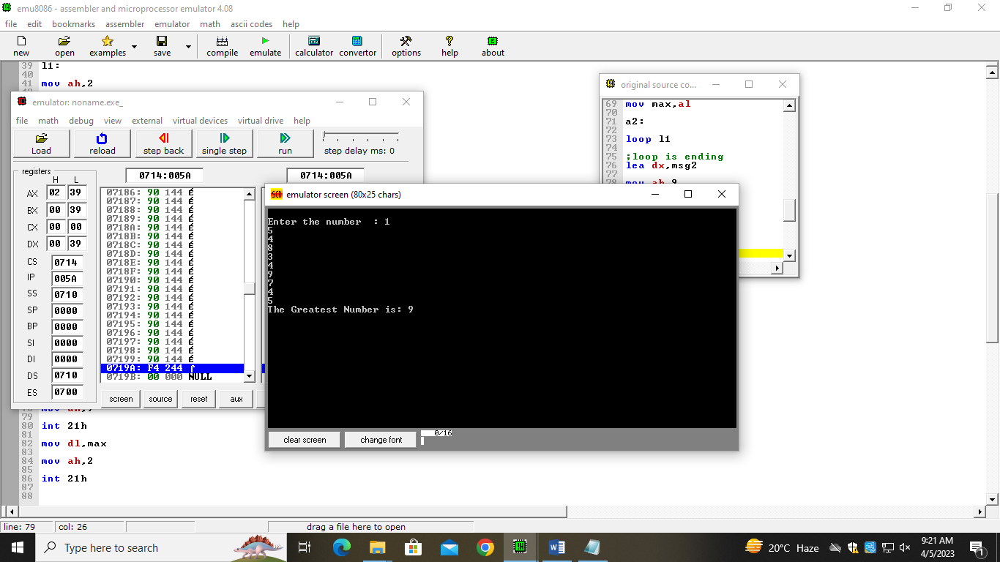 emu8086 - assembler and microprocessor emulator 4.08
file edit bookmarks assembler emulator math ascii codes help
new open examples save compile emulate calculator convertor options help about
39 l1:
40
41 mov ah,2
emulator: noname.exe_
file math debug view external virtual devices virtual drive help
Load reload step back single step run step delay ms: 0
registers
H L
0714:005A 0714:005A
AX 02 39
BX 00 39
CX 00 00
DX 00 39
CS 0714
IP 005A
SS 0710
SP 0000
BP 0000
SI 0000
DI 0000
DS 0710
ES 0700
07186: 90 144 É
07187: 90 144 É
07188: 90 144 É
07189: 90 144 É
0718A: 90 144 É
0718B: 90 144 É
0718C: 90 144 É
0718D: 90 144 É
0718E: 90 144 É
0718F: 90 144 É
07190: 90 144 É
07191: 90 144 É
07192: 90 144 É
07193: 90 144 É
07194: 90 144 É
07195: 90 144 É
07196: 90 144 É
07197: 90 144 É
07198: 90 144 É
07199: 90 144 É
0719A: F4 244 ⌠
0719B: 00 000 NULL
screen source reset aux
original source co...
69 mov max,al
70
71 a2:
72
73 loop l1
74
75 ;loop is ending
76 lea dx,msg2
77
78 mov ah,9
emulator screen (80x25 chars)
Enter the number  : 1
5
4
8
3
4
9
7
4
5
The Greatest Number is: 9
clear screen change font 0/16
79
80 int 21h
81
82 mov dl,max
83
84 mov ah,2
85
86 int 21h
87
88
line: 79 col: 26 drag a file here to open
Type here to search
20°C Haze
9:21 AM
4/5/2023
1